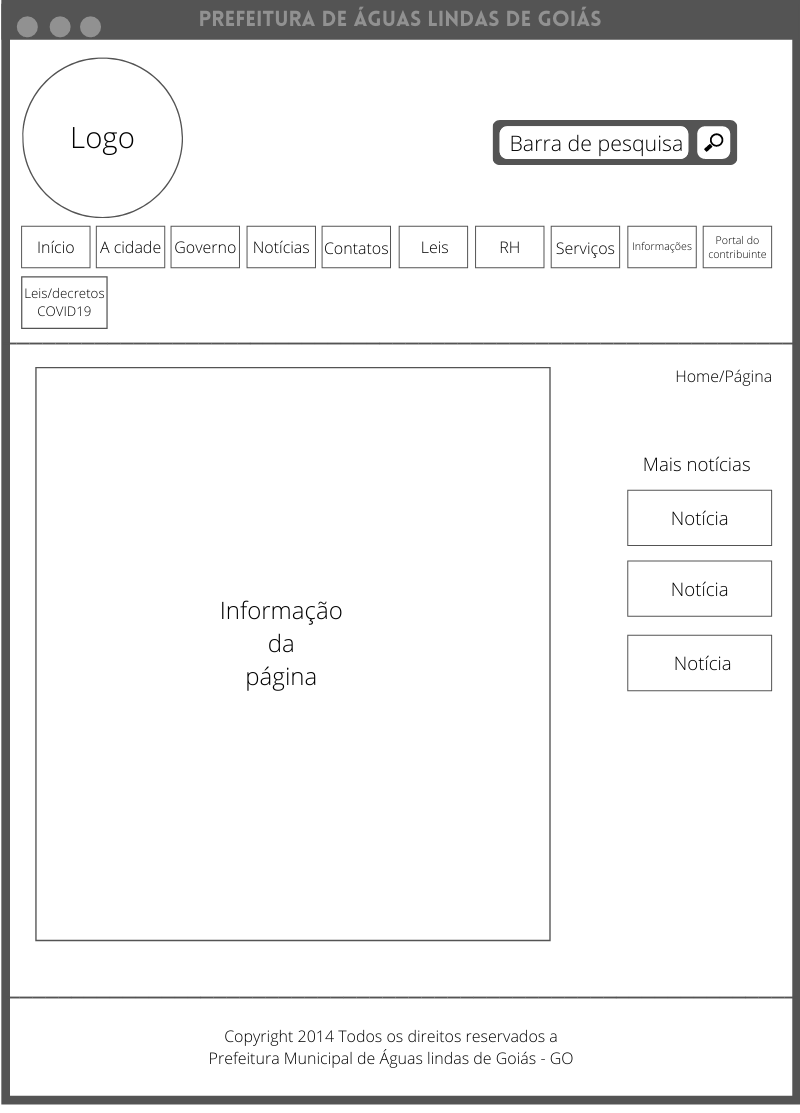 PREFEITURA DE ÁGUAS LINDAS DE GOIÁS
Logo
Barra de pesquisa
Início
A cidade
Governo
Notícias
Contatos
Leis
RH
Serviços
Informações
Portal do
contribuinte
Leis/decretos
COVID19
Home/Página
Mais notícias
Notícia
Notícia
Notícia
Informação
da
página
Copyright 2014 Todos os direitos reservados a
Prefeitura Municipal de Águas lindas de Goiás - GO